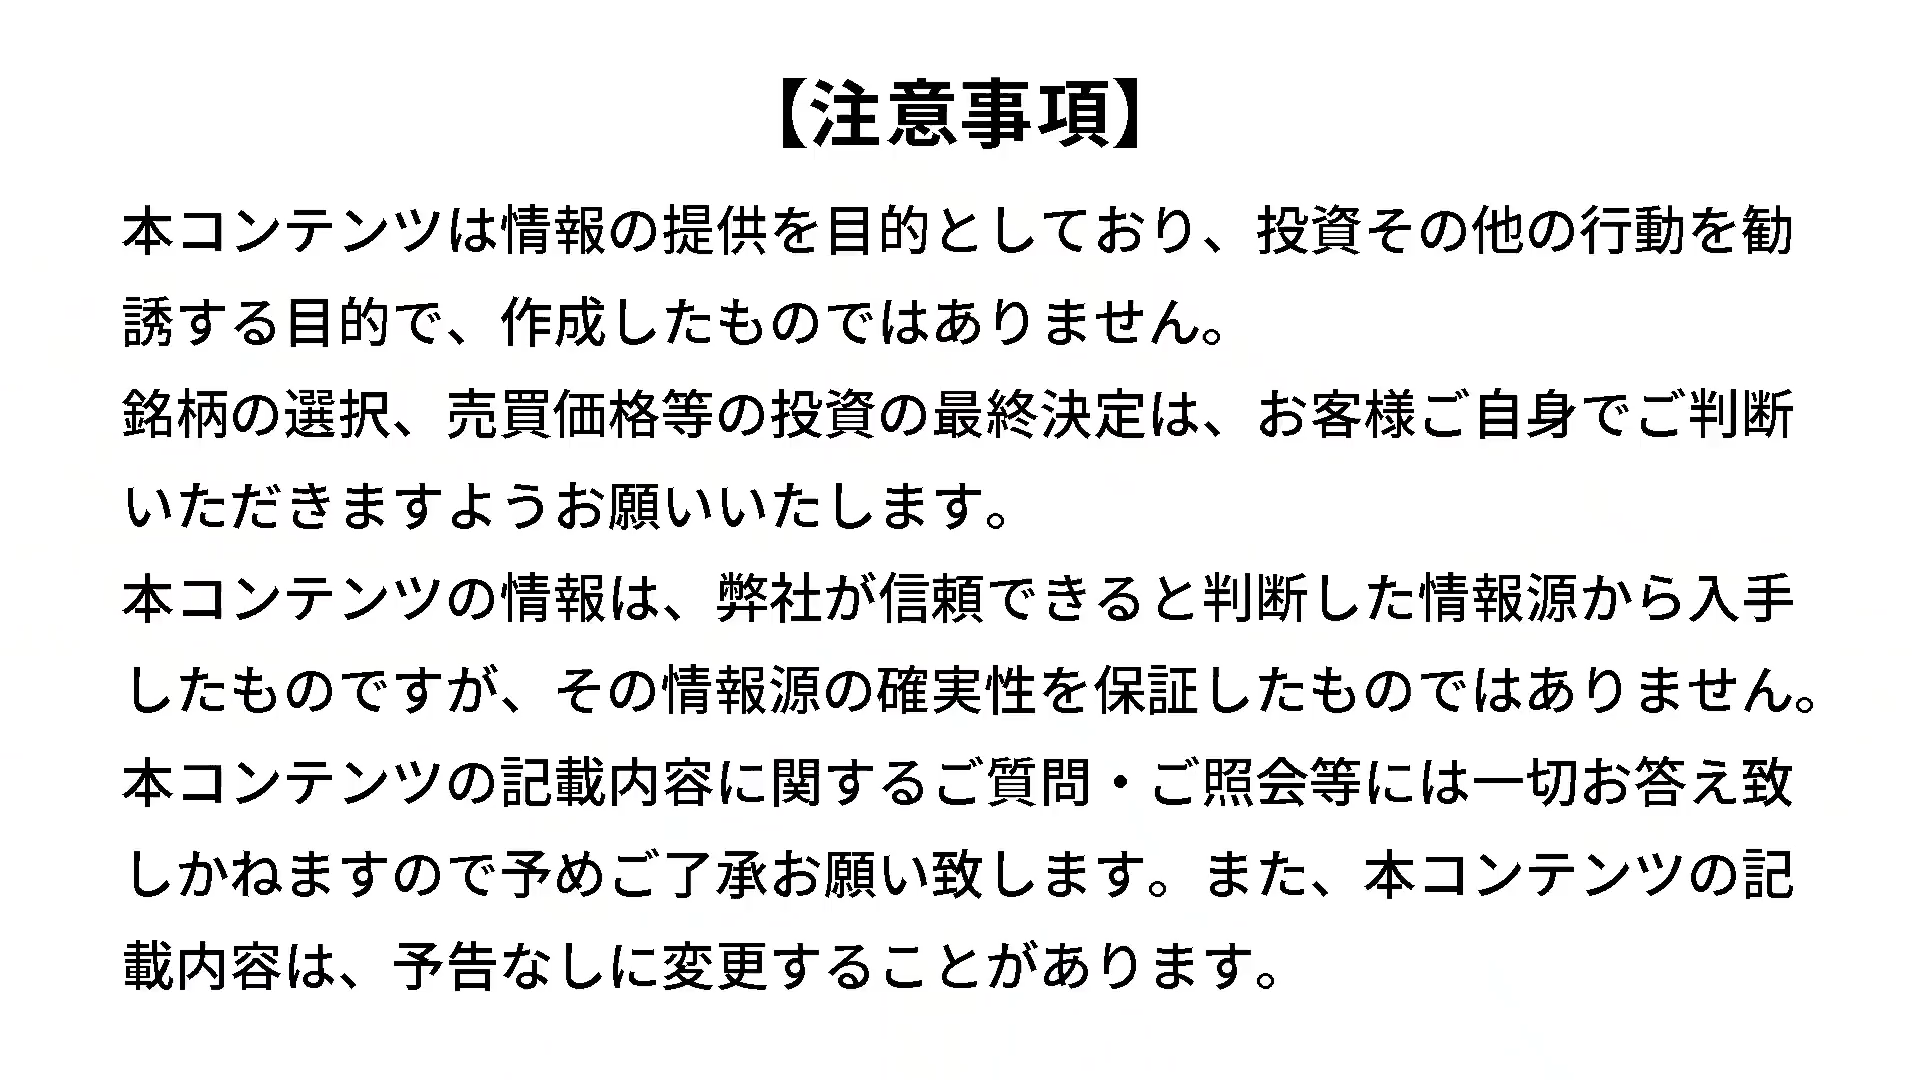 【注意事項】
本コンテンツは情報の提供を目的としており、投資その他の行動を勧
誘する目的で、作成したものではありません。
銘柄の選択、売買価格等の投資の最終決定は、お客様ご自身でご判断
いただきますようお願いいたします。
本コンテンツの情報は、弊社が信頼できると判断した情報源から入手
したものですが、その情報源の確実性を保証したものではありません。
本コンテンツの記載内容に関するご質問・ご照会等には一切お答え致
しかねますので予めご了承お願い致します。また、本コンテンツの記
載内容は、予告なしに変更することがあります。